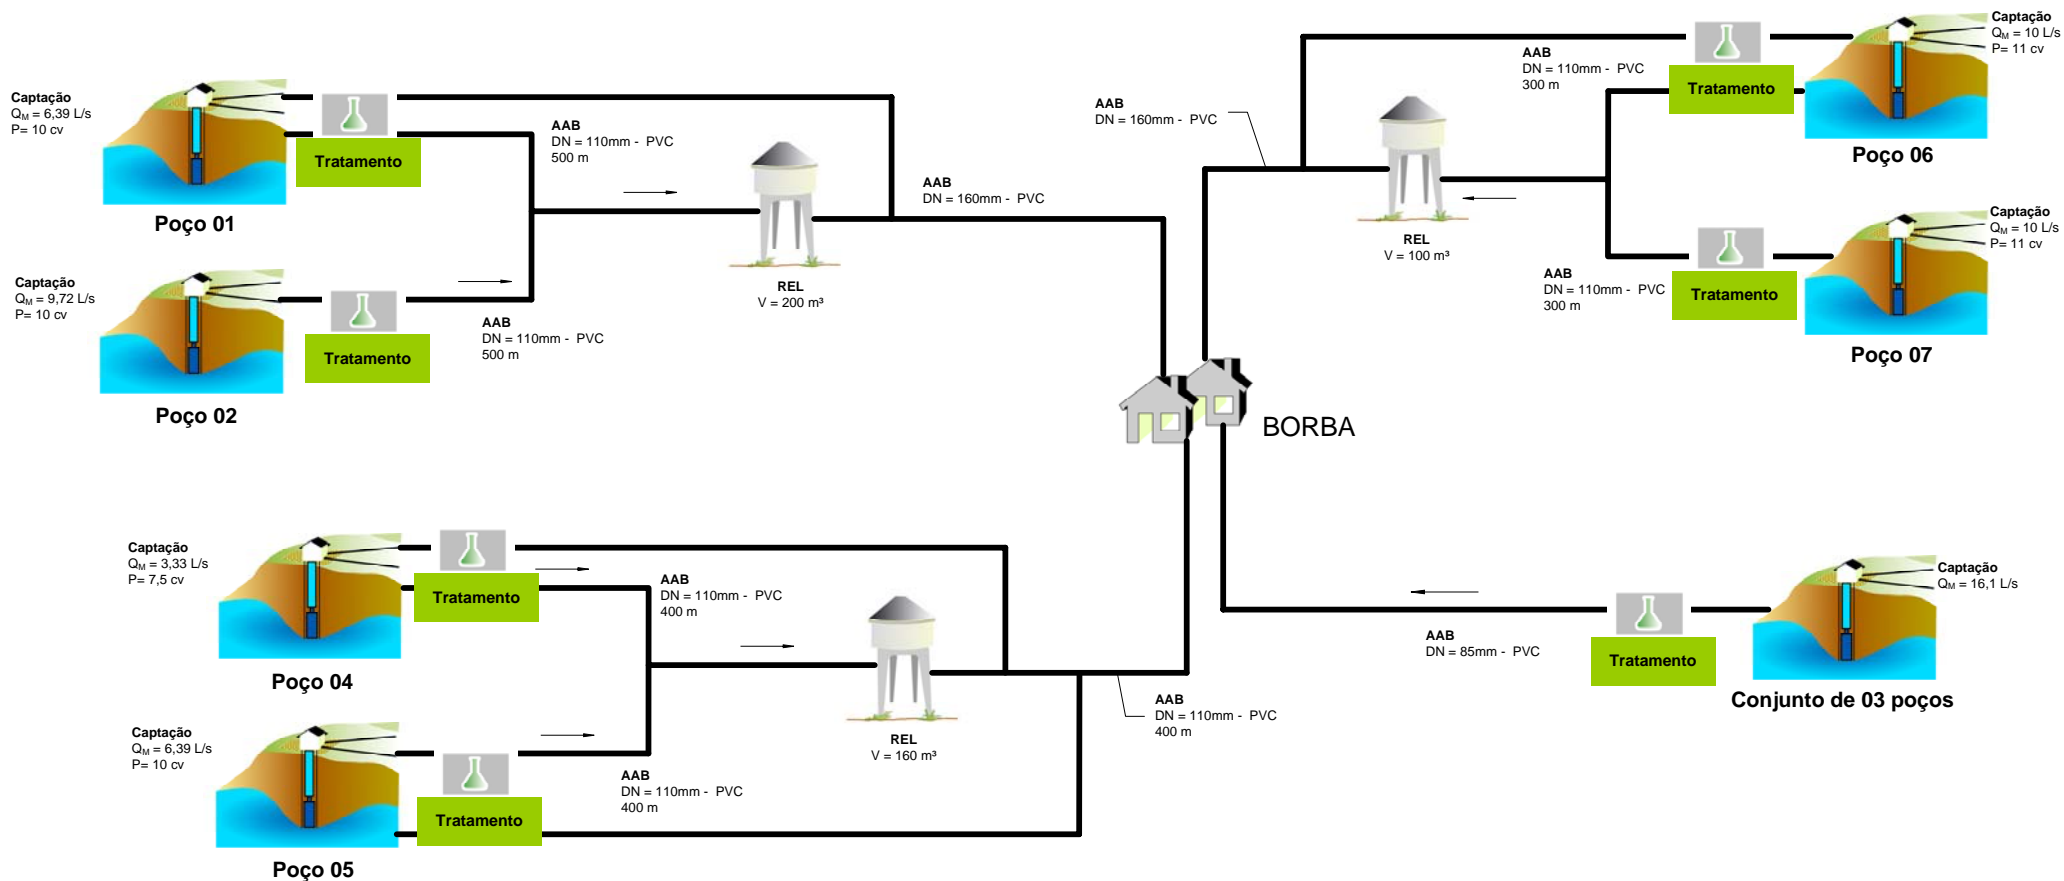 Captação
QM = 6,39 L/s
P= 10 cv
Tratamento
Poço 01
AAB
DN = 110mm - PVC
500 m
Captação
QM = 9,72 L/s
P= 10 cv
Tratamento
Poço 02
AAB
DN = 110mm - PVC
500 m
REL
V = 200 m³
AAB
DN = 160mm - PVC
AAB
DN = 160mm - PVC
REL
V = 100 m³
AAB
DN = 110mm - PVC
300 m
Tratamento
Captação
QM = 10 L/s
P= 11 cv
Poço 06
AAB
DN = 110mm - PVC
300 m
Tratamento
Captação
QM = 10 L/s
P= 11 cv
Poço 07
BORBA
Captação
QM = 3,33 L/s
P= 7,5 cv
Tratamento
Poço 04
AAB
DN = 110mm - PVC
400 m
Captação
QM = 6,39 L/s
P= 10 cv
Tratamento
Poço 05
AAB
DN = 110mm - PVC
400 m
REL
V = 160 m³
AAB
DN = 110mm - PVC
400 m
AAB
DN = 85mm - PVC
Tratamento
Captação
QM = 16,1 L/s
Conjunto de 03 poços